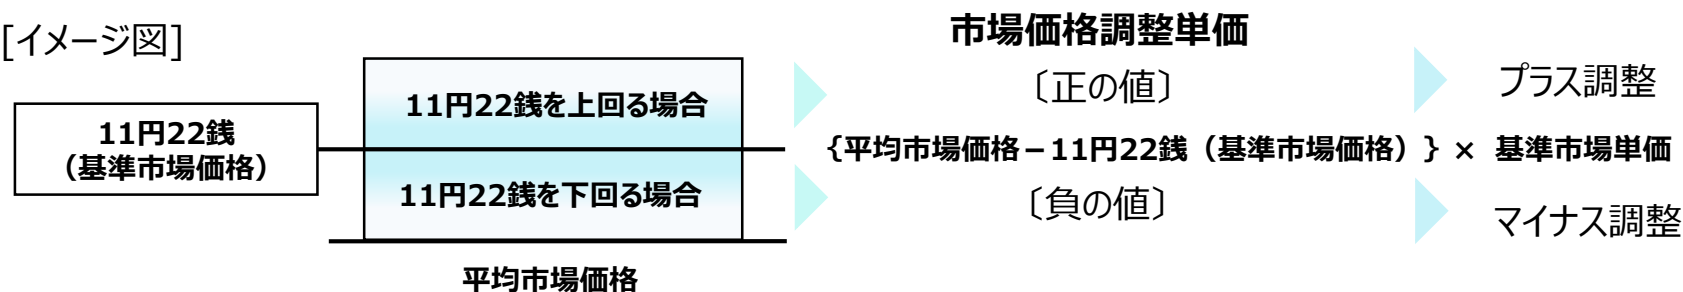 [イメージ図]
11円22銭
（基準市場価格）
11円22銭を上回る場合
11円22銭を下回る場合
平均市場価格
市場価格調整単価
〔正の値〕
プラス調整
{平均市場価格－11円22銭（基準市場価格）} × 基準市場単価
〔負の値〕
マイナス調整